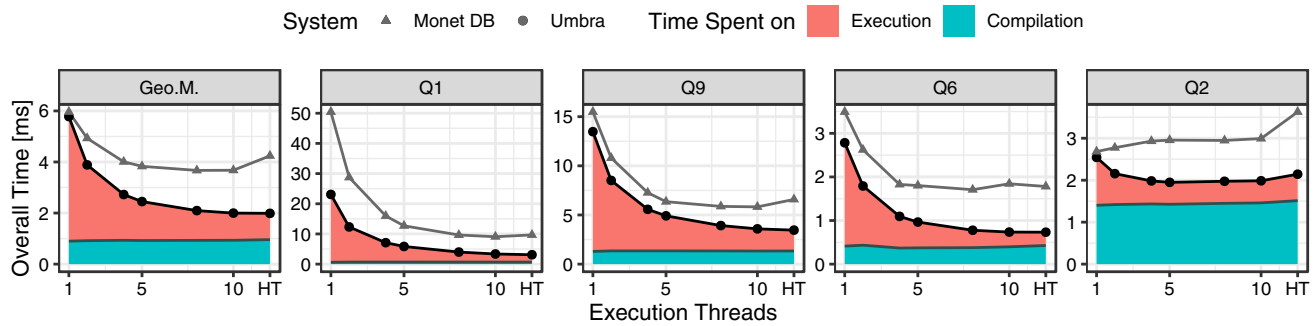 System Monet DB Umbra Time Spent on Execution Compilation
Geo.M. Q1 Q9 Q6 Q2
Overall Time [ms]
6
4
2
0
50
40
30
20
10
0
15
10
5
0
3
2
1
0
3
2
1
0
1 5 10 HT
1 5 10 HT
1 5 10 HT
1 5 10 HT
1 5 10 HT
Execution Threads